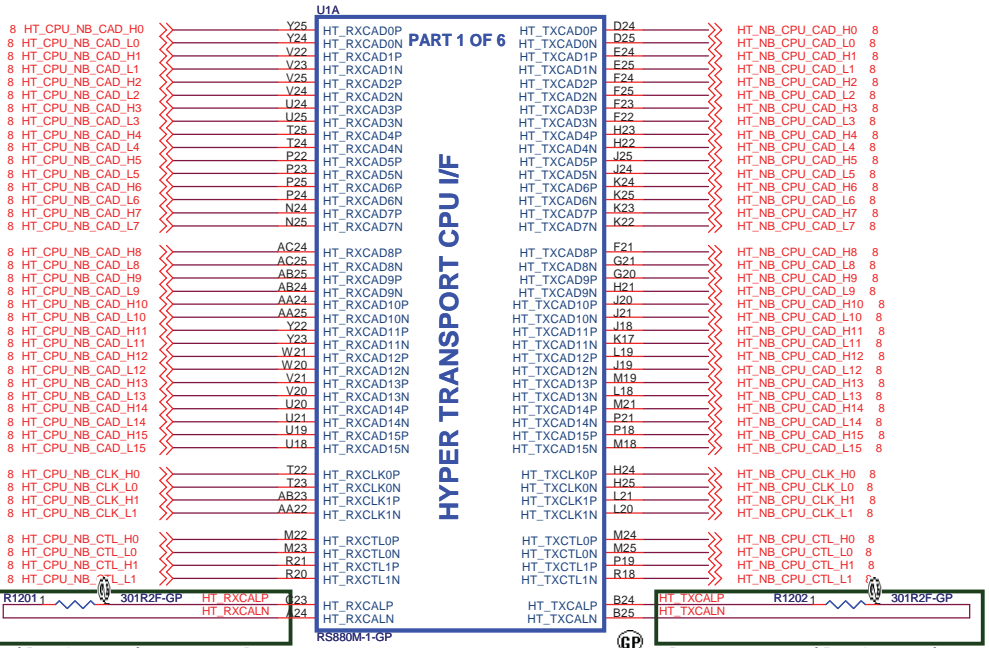 U1A
PART 1 OF 6
HYPER TRANSPORT CPU I/F
8 HT_CPU_NB_CAD_H0 Y25 HT_RXCAD0P HT_TXCAD0P D24 HT_NB_CPU_CAD_H0 8
8 HT_CPU_NB_CAD_L0 Y24 HT_RXCAD0N HT_TXCAD0N D25 HT_NB_CPU_CAD_L0 8
8 HT_CPU_NB_CAD_H1 V22 HT_RXCAD1P HT_TXCAD1P E24 HT_NB_CPU_CAD_H1 8
8 HT_CPU_NB_CAD_L1 V23 HT_RXCAD1N HT_TXCAD1N E25 HT_NB_CPU_CAD_L1 8
8 HT_CPU_NB_CAD_H2 V25 HT_RXCAD2P HT_TXCAD2P F24 HT_NB_CPU_CAD_H2 8
8 HT_CPU_NB_CAD_L2 V24 HT_RXCAD2N HT_TXCAD2N F25 HT_NB_CPU_CAD_L2 8
8 HT_CPU_NB_CAD_H3 U24 HT_RXCAD3P HT_TXCAD3P F23 HT_NB_CPU_CAD_H3 8
8 HT_CPU_NB_CAD_L3 U25 HT_RXCAD3N HT_TXCAD3N F22 HT_NB_CPU_CAD_L3 8
8 HT_CPU_NB_CAD_H4 T25 HT_RXCAD4P HT_TXCAD4P H23 HT_NB_CPU_CAD_H4 8
8 HT_CPU_NB_CAD_L4 T24 HT_RXCAD4N HT_TXCAD4N H22 HT_NB_CPU_CAD_L4 8
8 HT_CPU_NB_CAD_H5 P22 HT_RXCAD5P HT_TXCAD5P J25 HT_NB_CPU_CAD_H5 8
8 HT_CPU_NB_CAD_L5 P23 HT_RXCAD5N HT_TXCAD5N J24 HT_NB_CPU_CAD_L5 8
8 HT_CPU_NB_CAD_H6 P25 HT_RXCAD6P HT_TXCAD6P K24 HT_NB_CPU_CAD_H6 8
8 HT_CPU_NB_CAD_L6 P24 HT_RXCAD6N HT_TXCAD6N K25 HT_NB_CPU_CAD_L6 8
8 HT_CPU_NB_CAD_H7 N24 HT_RXCAD7P HT_TXCAD7P K23 HT_NB_CPU_CAD_H7 8
8 HT_CPU_NB_CAD_L7 N25 HT_RXCAD7N HT_TXCAD7N K22 HT_NB_CPU_CAD_L7 8
8 HT_CPU_NB_CAD_H8 AC24 HT_RXCAD8P HT_TXCAD8P F21 HT_NB_CPU_CAD_H8 8
8 HT_CPU_NB_CAD_L8 AC25 HT_RXCAD8N HT_TXCAD8N G21 HT_NB_CPU_CAD_L8 8
8 HT_CPU_NB_CAD_H9 AB25 HT_RXCAD9P HT_TXCAD9P G20 HT_NB_CPU_CAD_H9 8
8 HT_CPU_NB_CAD_L9 AB24 HT_RXCAD9N HT_TXCAD9N H21 HT_NB_CPU_CAD_L9 8
8 HT_CPU_NB_CAD_H10 AA24 HT_RXCAD10P HT_TXCAD10P J20 HT_NB_CPU_CAD_H10 8
8 HT_CPU_NB_CAD_L10 AA25 HT_RXCAD10N HT_TXCAD10N J21 HT_NB_CPU_CAD_L10 8
8 HT_CPU_NB_CAD_H11 Y22 HT_RXCAD11P HT_TXCAD11P J18 HT_NB_CPU_CAD_H11 8
8 HT_CPU_NB_CAD_L11 Y23 HT_RXCAD11N HT_TXCAD11N K17 HT_NB_CPU_CAD_L11 8
8 HT_CPU_NB_CAD_H12 W21 HT_RXCAD12P HT_TXCAD12P L19 HT_NB_CPU_CAD_H12 8
8 HT_CPU_NB_CAD_L12 W20 HT_RXCAD12N HT_TXCAD12N J19 HT_NB_CPU_CAD_L12 8
8 HT_CPU_NB_CAD_H13 V21 HT_RXCAD13P HT_TXCAD13P M19 HT_NB_CPU_CAD_H13 8
8 HT_CPU_NB_CAD_L13 V20 HT_RXCAD13N HT_TXCAD13N L18 HT_NB_CPU_CAD_L13 8
8 HT_CPU_NB_CAD_H14 U20 HT_RXCAD14P HT_TXCAD14P M21 HT_NB_CPU_CAD_H14 8
8 HT_CPU_NB_CAD_L14 U21 HT_RXCAD14N HT_TXCAD14N P21 HT_NB_CPU_CAD_L14 8
8 HT_CPU_NB_CAD_H15 U19 HT_RXCAD15P HT_TXCAD15P P18 HT_NB_CPU_CAD_H15 8
8 HT_CPU_NB_CAD_L15 U18 HT_RXCAD15N HT_TXCAD15N M18 HT_NB_CPU_CAD_L15 8
8 HT_CPU_NB_CLK_H0 T22 HT_RXCLK0P HT_TXCLK0P H24 HT_NB_CPU_CLK_H0 8
8 HT_CPU_NB_CLK_L0 T23 HT_RXCLK0N HT_TXCLK0N H25 HT_NB_CPU_CLK_L0 8
8 HT_CPU_NB_CLK_H1 AB23 HT_RXCLK1P HT_TXCLK1P L21 HT_NB_CPU_CLK_H1 8
8 HT_CPU_NB_CLK_L1 AA22 HT_RXCLK1N HT_TXCLK1N L20 HT_NB_CPU_CLK_L1 8
8 HT_CPU_NB_CTL_H0 M22 HT_RXCTL0P HT_TXCTL0P M24 HT_NB_CPU_CTL_H0 8
8 HT_CPU_NB_CTL_L0 M23 HT_RXCTL0N HT_TXCTL0N M25 HT_NB_CPU_CTL_L0 8
8 HT_CPU_NB_CTL_H1 R21 HT_RXCTL1P HT_TXCTL1P P19 HT_NB_CPU_CTL_H1 8
8 HT_CPU_NB_CTL_L1 R20 HT_RXCTL1N HT_TXCTL1N R18 HT_NB_CPU_CTL_L1 8
R1201 1 301R2F-GP HT_RXCALP C23 HT_RXCALP HT_TXCALP B24 HT_TXCALP R1202 1 301R2F-GP
HT_RXCALN A24 HT_RXCALN HT_TXCALN B25 HT_TXCALN
RS880M-1-GP
GP